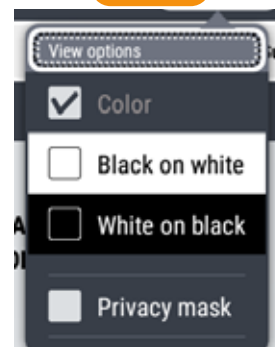 View options
Color
Black on white
White on black
Privacy mask